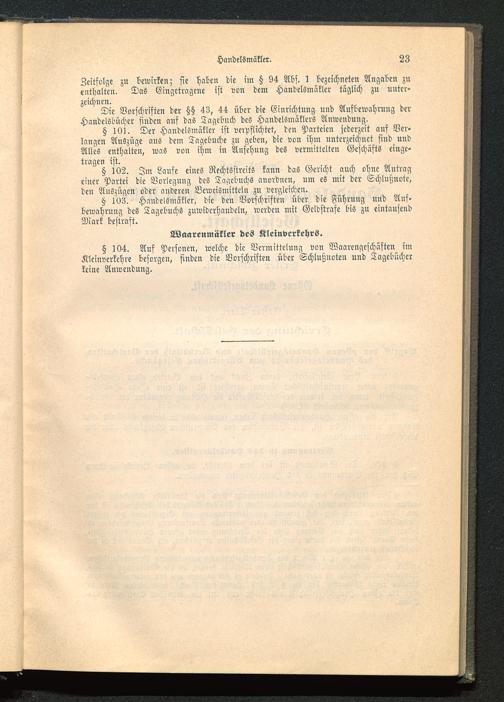 Handelsmäkler. 23
Zeitfolge zu bewirken; sie haben die im § 94 Abs. 1 bezeichneten Angaben zu
enthalten. Das Eingetragene ist von dem Handelsmäkler täglich zu unter-
zeichnen.
Die Vorschriften der §§ 43, 44 über die Einrichtung und Aufbewahrung der
Handelsbücher finden auf das Tagebuch des Handelsmäklers Anwendung.
§ 101. Der Handelsmäkler ist verpflichtet, den Parteien jederzeit auf Ver-
langen Auszüge aus dem Tagebuche zu geben, die von ihm unterzeichnet sind und
Alles enthalten, was von ihm in Ansehung des vermittelten Geschäfts einge-
tragen ist.
§ 102. Im Laufe eines Rechtsstreits kann das Gericht auch ohne Antrag
einer Partei die Vorlegung des Tagebuchs anordnen, um es mit der Schlußnote,
den Auszügen oder anderen Beweismitteln zu vergleichen.
§ 103. Handelsmäkler, die den Vorschriften über die Führung und Auf-
bewahrung des Tagebuchs zuwiderhandeln, werden mit Geldstrafe bis zu eintausend
Mark bestraft.
Waarenmäkler des Kleinverkehrs.
§ 104. Auf Personen, welche die Vermittelung von Waarengeschäften im
Kleinverkehre besorgen, finden die Vorschriften über Schlußnoten und Tagebücher
keine Anwendung.